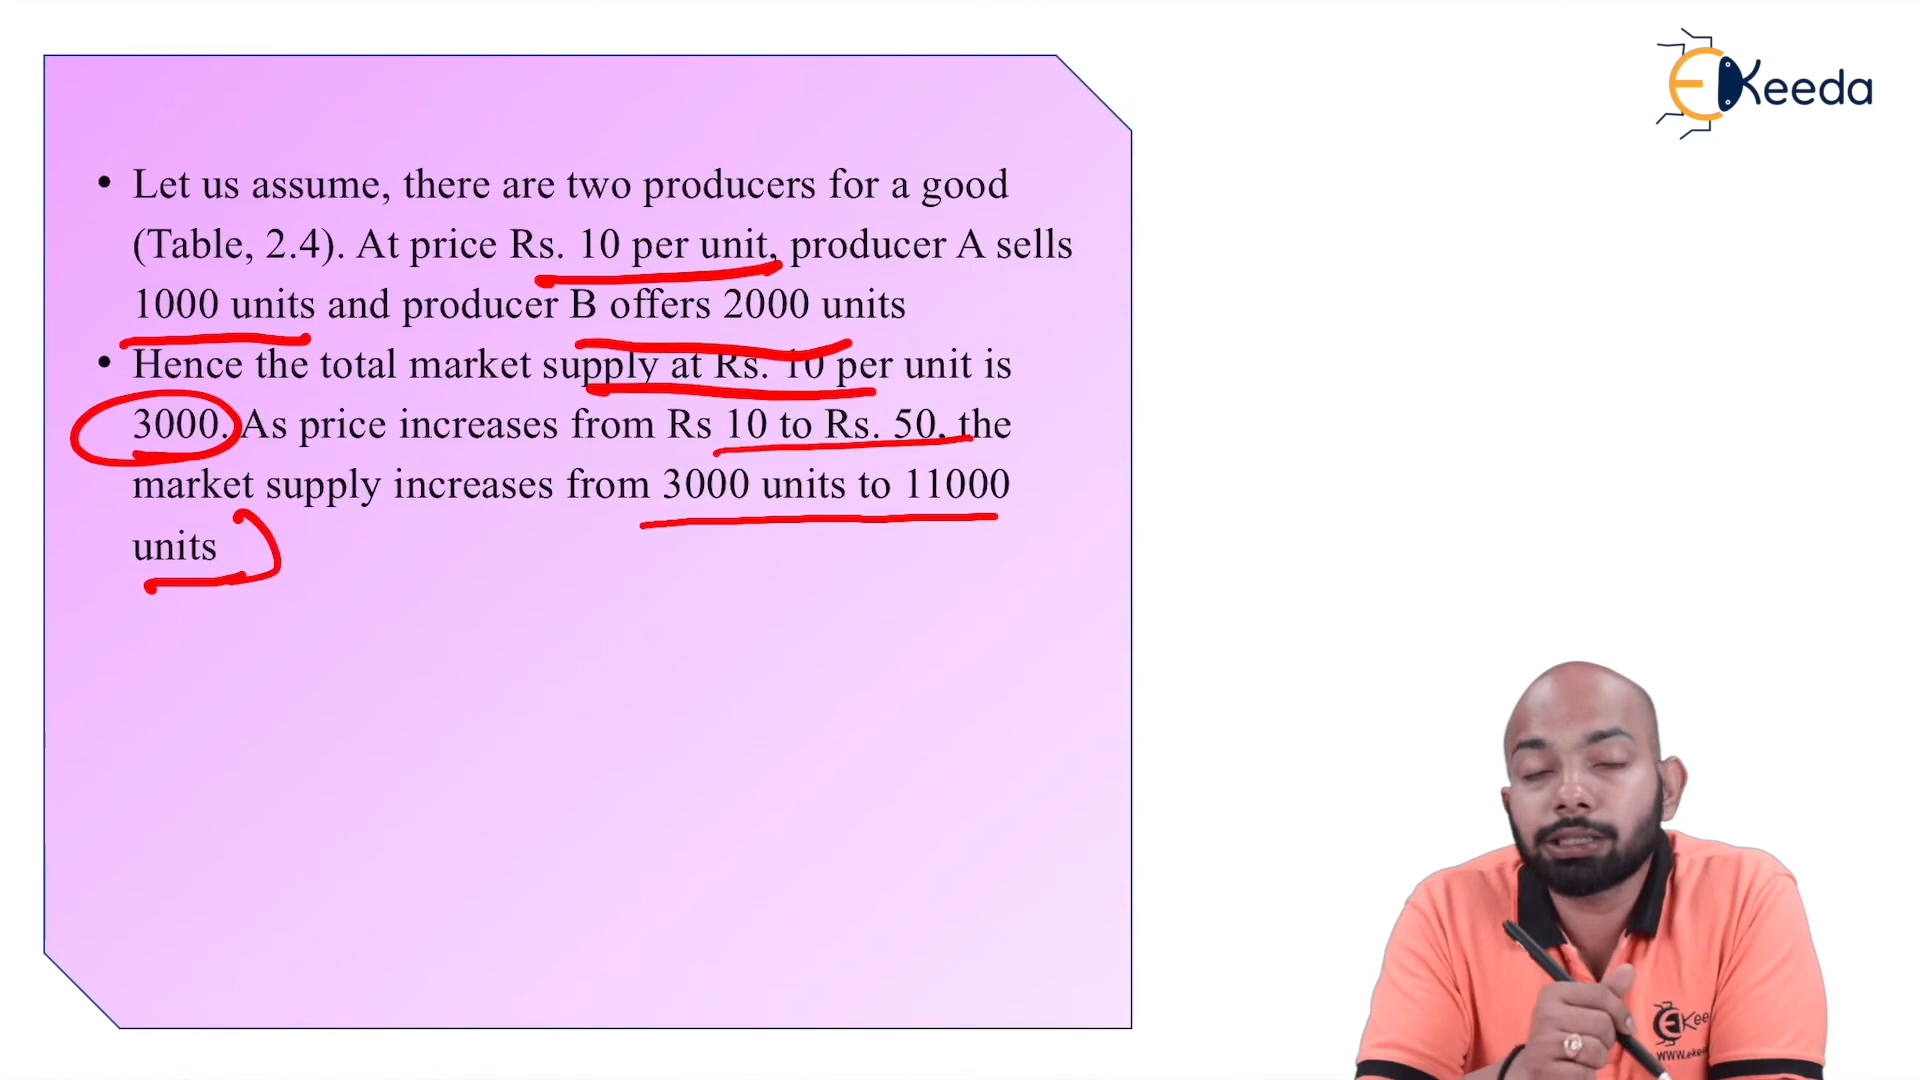 EKeeda
• Let us assume, there are two producers for a good
(Table, 2.4). At price Rs. 10 per unit, producer A sells
1000 units and producer B offers 2000 units
• Hence the total market supply at Rs. 10 per unit is
3000. As price increases from Rs 10 to Rs. 50, the
market supply increases from 3000 units to 11000
units